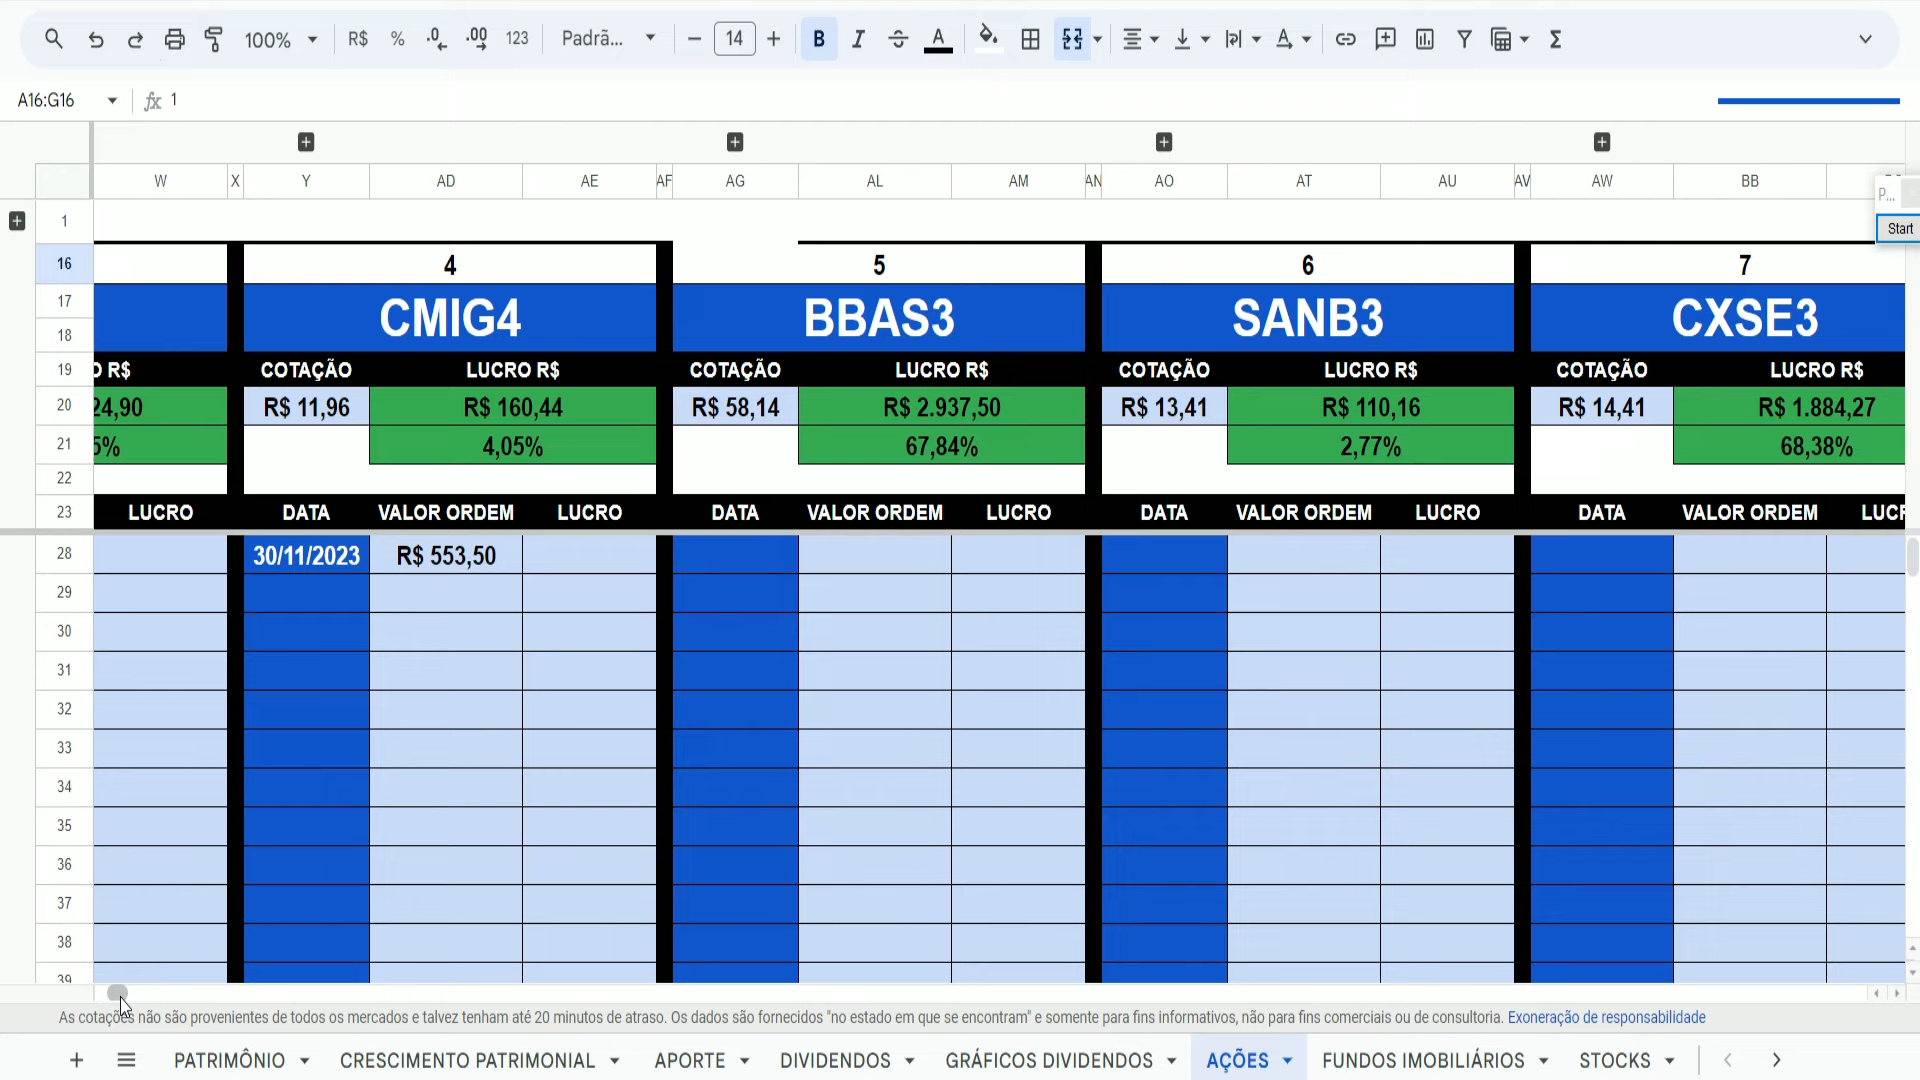 100% R$ % .0 .00 123 Padrã... 14 B I A Σ
A16:G16 fx 1
W X Y AD AE AF AG AL AM AN AO AT AU AV AW BB
P...
Start
1
16 4 5 6 7
17
CMIG4 BBAS3 SANB3 CXSE3
18
19 O R$ COTAÇÃO LUCRO R$ COTAÇÃO LUCRO R$ COTAÇÃO LUCRO R$ COTAÇÃO LUCRO R$
20 24,90 R$ 11,96 R$ 160,44 R$ 58,14 R$ 2.937,50 R$ 13,41 R$ 110,16 R$ 14,41 R$ 1.884,27
21 5% 4,05% 67,84% 2,77% 68,38%
22
23 LUCRO DATA VALOR ORDEM LUCRO DATA VALOR ORDEM LUCRO DATA VALOR ORDEM LUCRO DATA VALOR ORDEM LUCR
28 30/11/2023 R$ 553,50
29
30
31
32
33
34
35
36
37
38
39
As cotações não são provenientes de todos os mercados e talvez tenham até 20 minutos de atraso. Os dados são fornecidos "no estado em que se encontram" e somente para fins informativos, não para fins comerciais ou de consultoria. Exoneração de responsabilidade
PATRIMÔNIO CRESCIMENTO PATRIMONIAL APORTE DIVIDENDOS GRÁFICOS DIVIDENDOS AÇÕES FUNDOS IMOBILIÁRIOS STOCKS